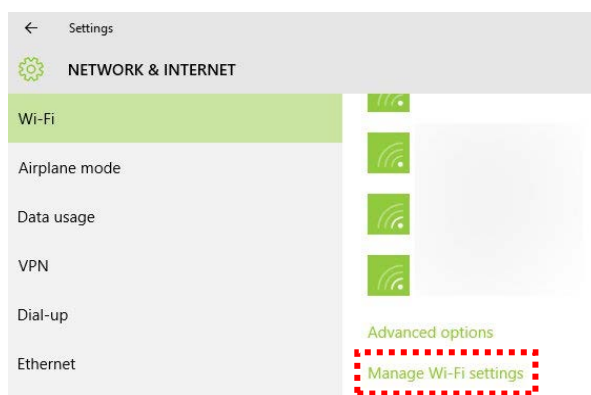 Settings
NETWORK & INTERNET
Wi-Fi
Airplane mode
Data usage
VPN
Dial-up
Ethernet
Advanced options
Manage Wi-Fi settings